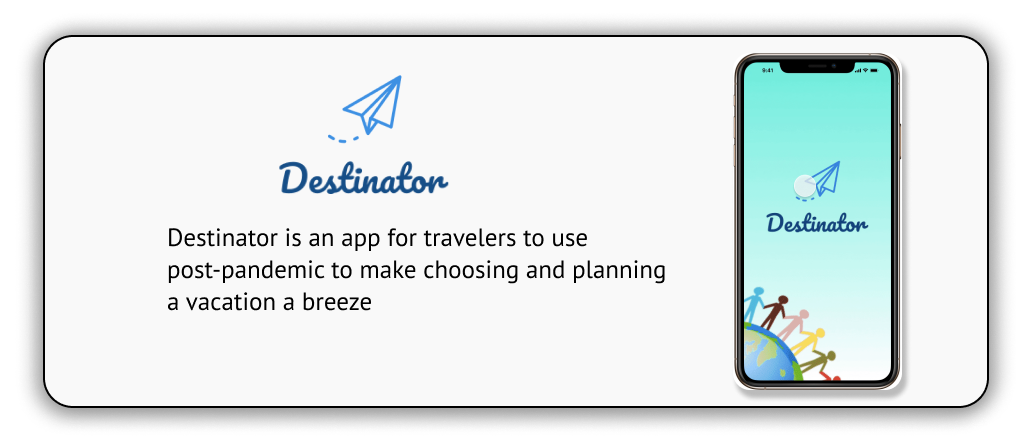 Destinator
Destinator is an app for travelers to use
post-pandemic to make choosing and planning
a vacation a breeze
9:41
Destinator